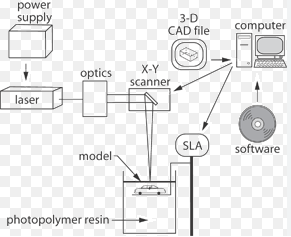 power
supply
3-D
CAD file
computer
optics
X-Y
scanner
laser
SLA
software
model
photopolymer resin